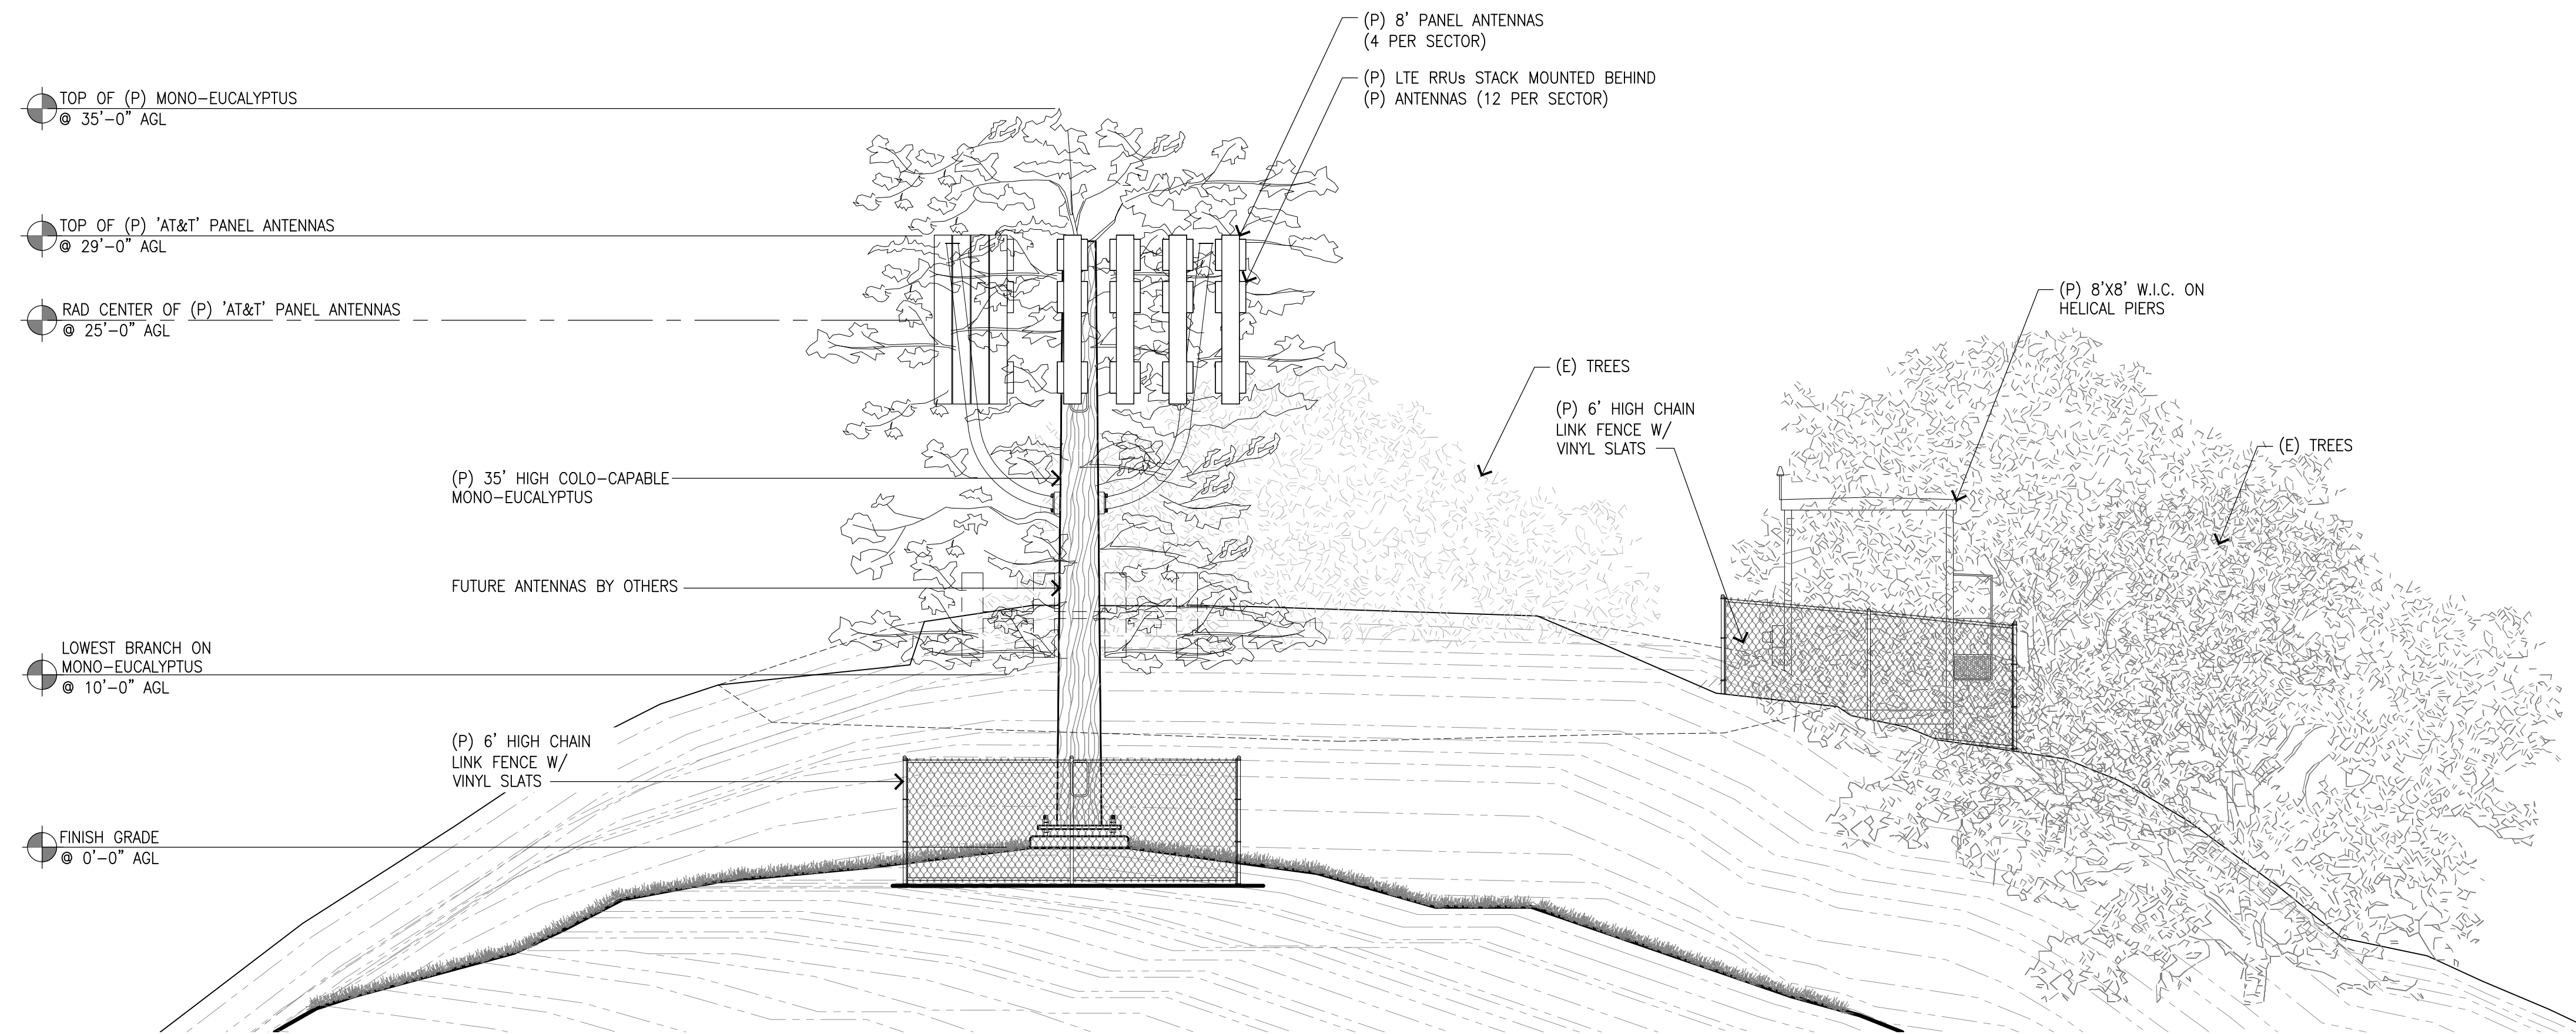 (P) 8' PANEL ANTENNAS
(4 PER SECTOR)
(P) LTE RRUs STACK MOUNTED BEHIND
(P) ANTENNAS (12 PER SECTOR)
TOP OF (P) MONO-EUCALYPTUS
@ 35'-0" AGL
TOP OF (P) 'AT&T' PANEL ANTENNAS
@ 29'-0" AGL
RAD CENTER OF (P) 'AT&T' PANEL ANTENNAS
@ 25'-0" AGL
(P) 8'X8' W.I.C. ON
HELICAL PIERS
(E) TREES
(P) 6' HIGH CHAIN
LINK FENCE W/
VINYL SLATS
(E) TREES
(P) 35' HIGH COLO-CAPABLE
MONO-EUCALYPTUS
FUTURE ANTENNAS BY OTHERS
LOWEST BRANCH ON
MONO-EUCALYPTUS
@ 10'-0" AGL
(P) 6' HIGH CHAIN
LINK FENCE W/
VINYL SLATS
FINISH GRADE
@ 0'-0" AGL